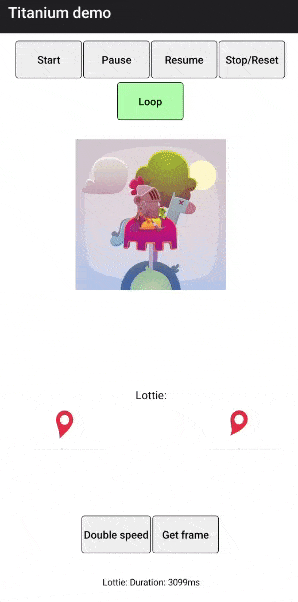 Titanium demo
Start Pause Resume Stop/Reset
Loop
Lottie:
Double speed Get frame
Lottie: Duration: 3099ms